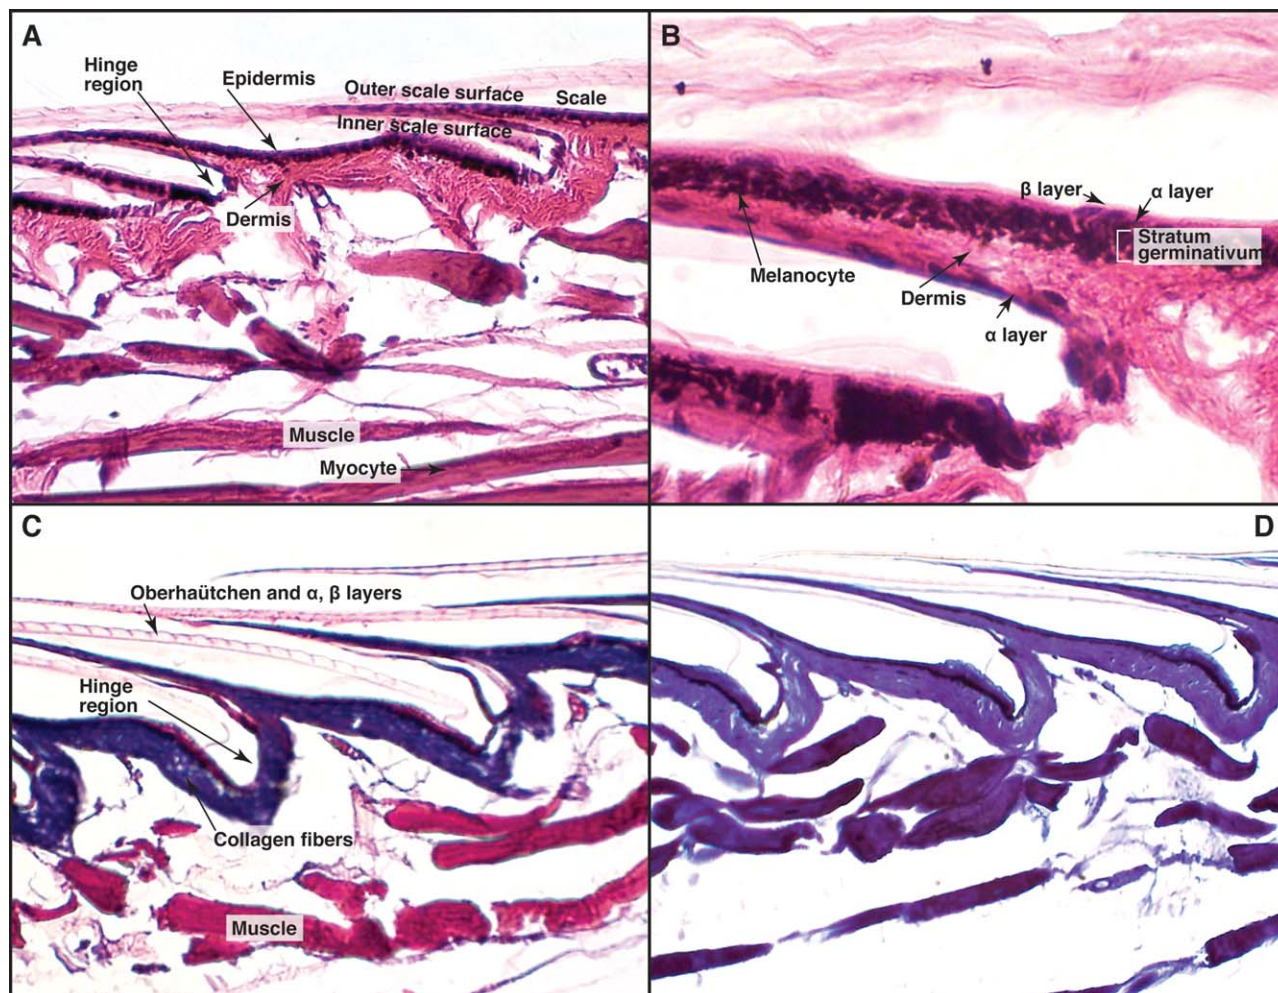 A
Hinge
region
Epidermis
Outer scale surface
Scale
Inner scale surface
Dermis
Muscle
Myocyte
B
β layer
α layer
Stratum
germinativum
Melanocyte
Dermis
α layer
C
Oberhaütchen and α, β layers
Hinge
region
Collagen fibers
Muscle
D